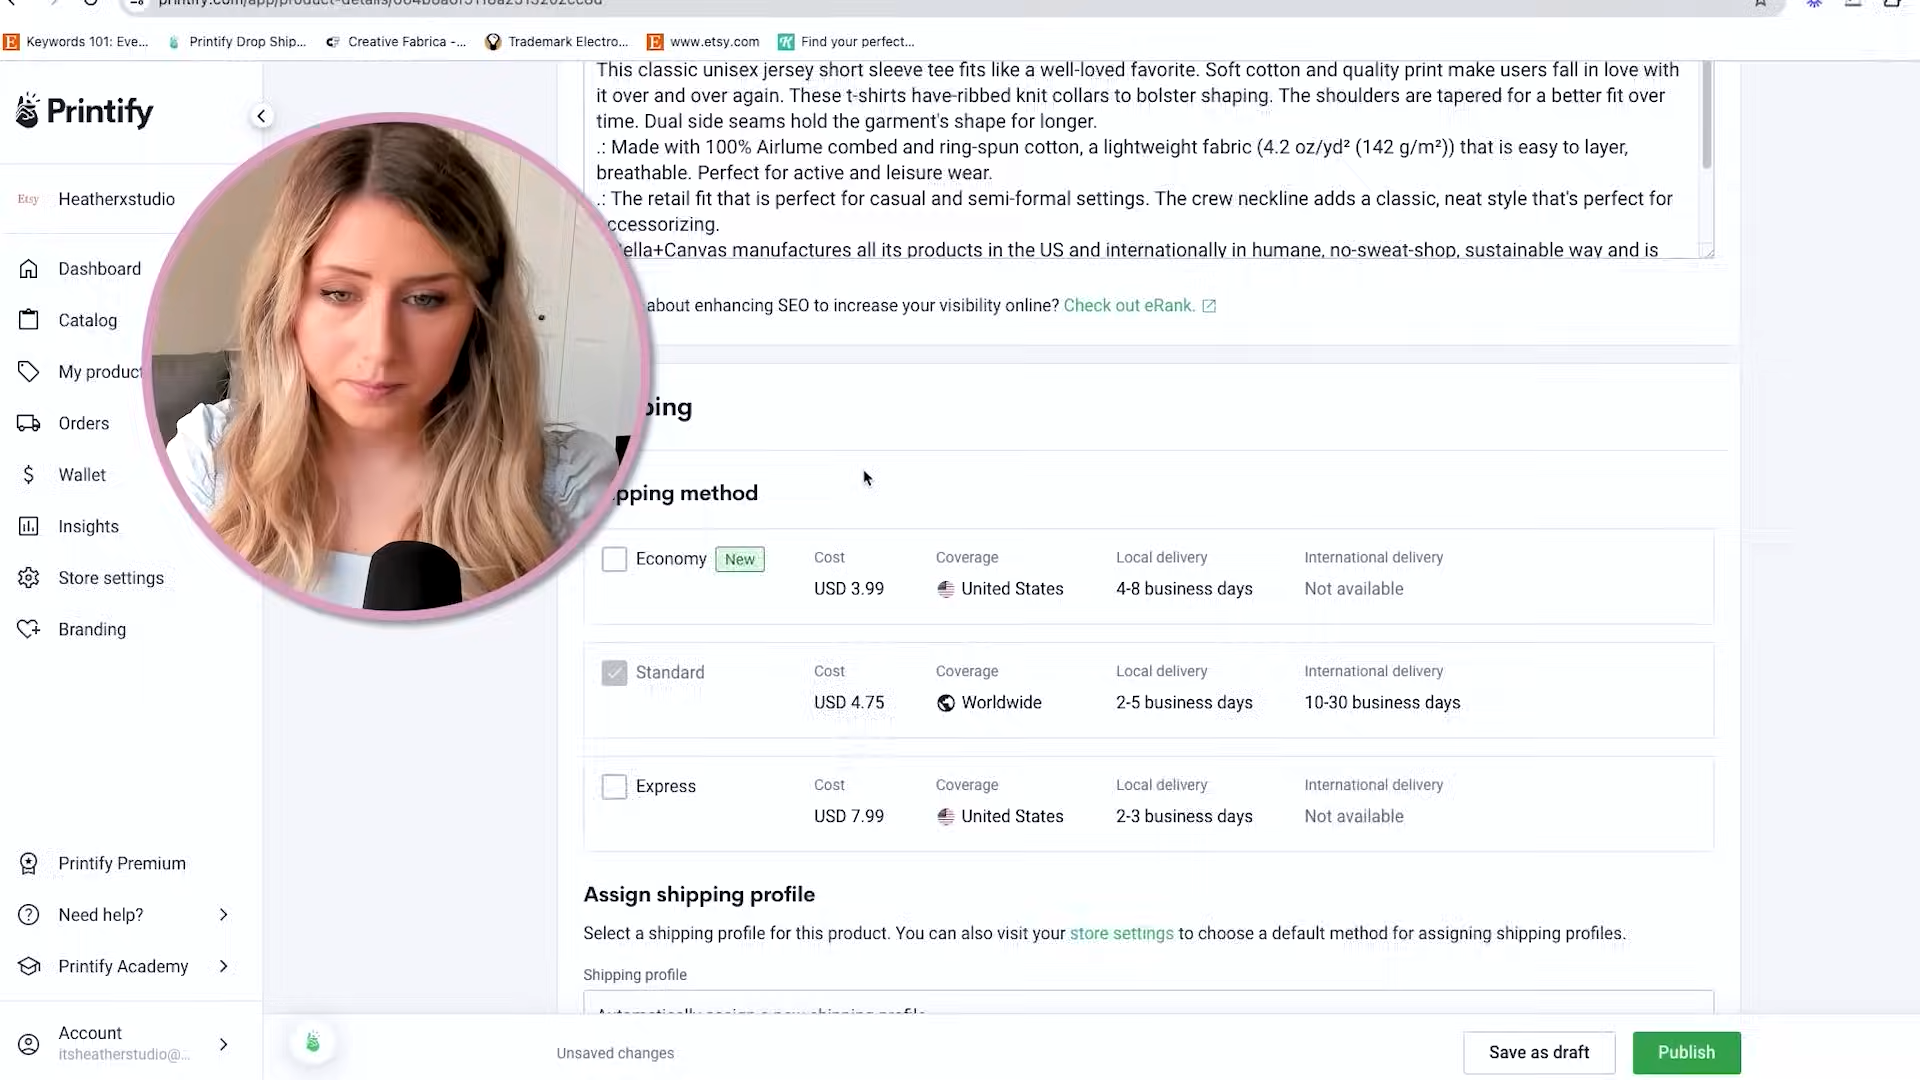 Keywords 101: Eve...
Printify Drop Ship...
Creative Fabrica -...
Trademark Electro...
www.etsy.com
Find your perfect...
Printify
Etsy Heatherxstudio
Dashboard
Catalog
My product
Orders
Wallet
Insights
Store settings
Branding
Printify Premium
Need help?
Printify Academy
Account
itsheatherstudio@...
This classic unisex jersey short sleeve tee fits like a well-loved favorite. Soft cotton and quality print make users fall in love with
it over and over again. These t-shirts have-ribbed knit collars to bolster shaping. The shoulders are tapered for a better fit over
time. Dual side seams hold the garment's shape for longer.
.: Made with 100% Airlume combed and ring-spun cotton, a lightweight fabric (4.2 oz/yd² (142 g/m²)) that is easy to layer,
breathable. Perfect for active and leisure wear.
.: The retail fit that is perfect for casual and semi-formal settings. The crew neckline adds a classic, neat style that's perfect for
ccessorizing.
ella+Canvas manufactures all its products in the US and internationally in humane, no-sweat-shop, sustainable way and is
about enhancing SEO to increase your visibility online? Check out eRank.
ping
pping method
Economy New
Cost
USD 3.99
Coverage
United States
Local delivery
4-8 business days
International delivery
Not available
Standard
Cost
USD 4.75
Coverage
Worldwide
Local delivery
2-5 business days
International delivery
10-30 business days
Express
Cost
USD 7.99
Coverage
United States
Local delivery
2-3 business days
International delivery
Not available
Assign shipping profile
Select a shipping profile for this product. You can also visit your store settings to choose a default method for assigning shipping profiles.
Shipping profile
Automatically assign a new shipping profile
Unsaved changes
Save as draft
Publish